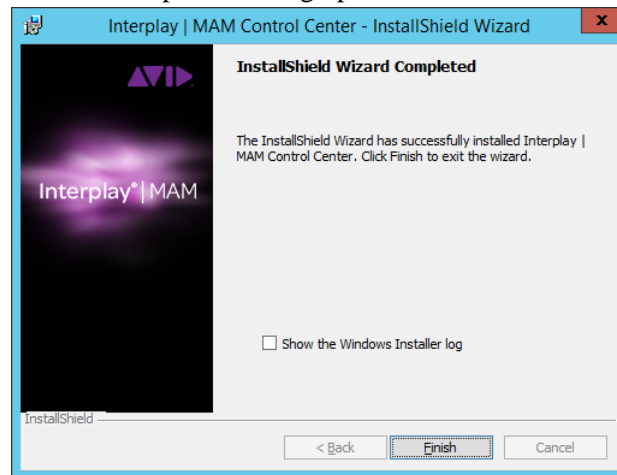 Interplay | MAM Control Center - InstallShield Wizard
x
AVID
InstallShield Wizard Completed
The InstallShield Wizard has successfully installed Interplay |
MAM Control Center. Click Finish to exit the wizard.
Interplay® | MAM
Show the Windows Installer log
InstallShield
< Back
Finish
Cancel